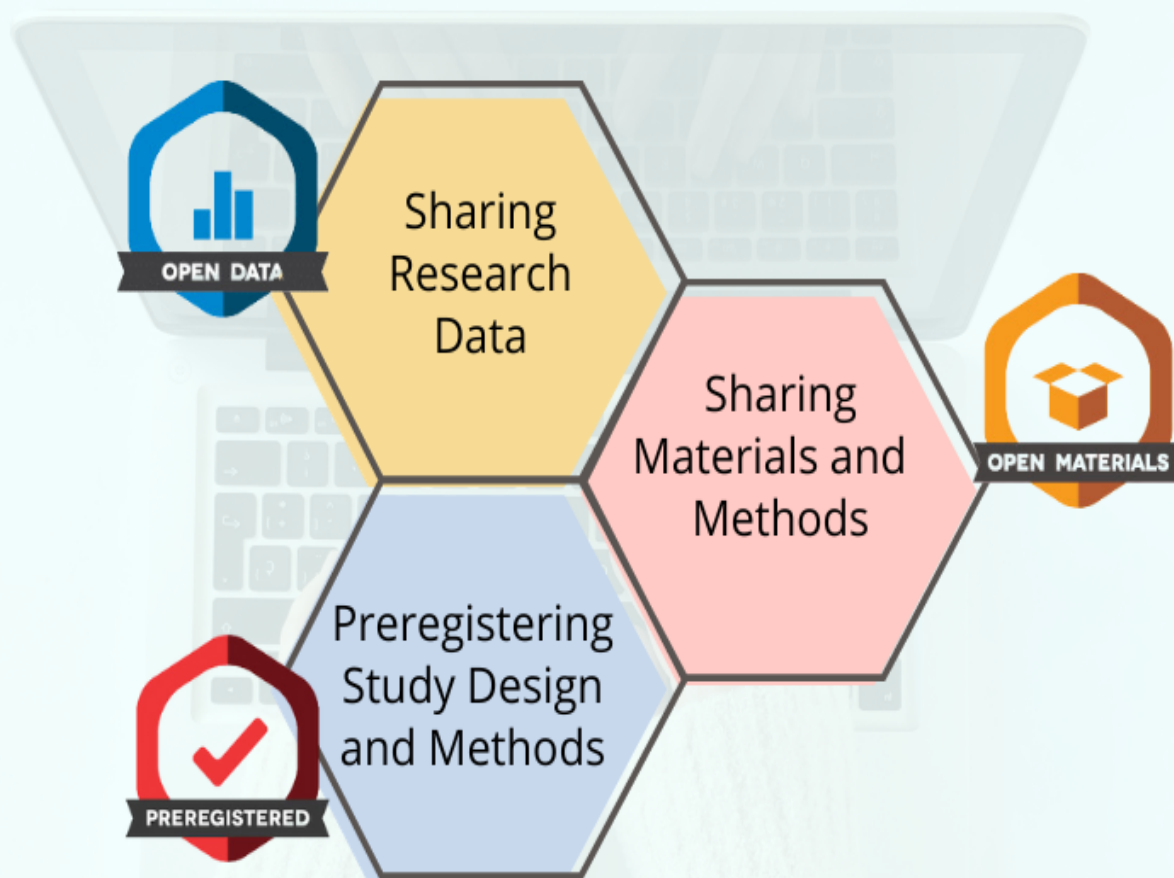 OPEN DATA
Sharing
Research
Data
Sharing
Materials and
Methods
OPEN MATERIALS
Preregistering
Study Design
and Methods
PREREGISTERED